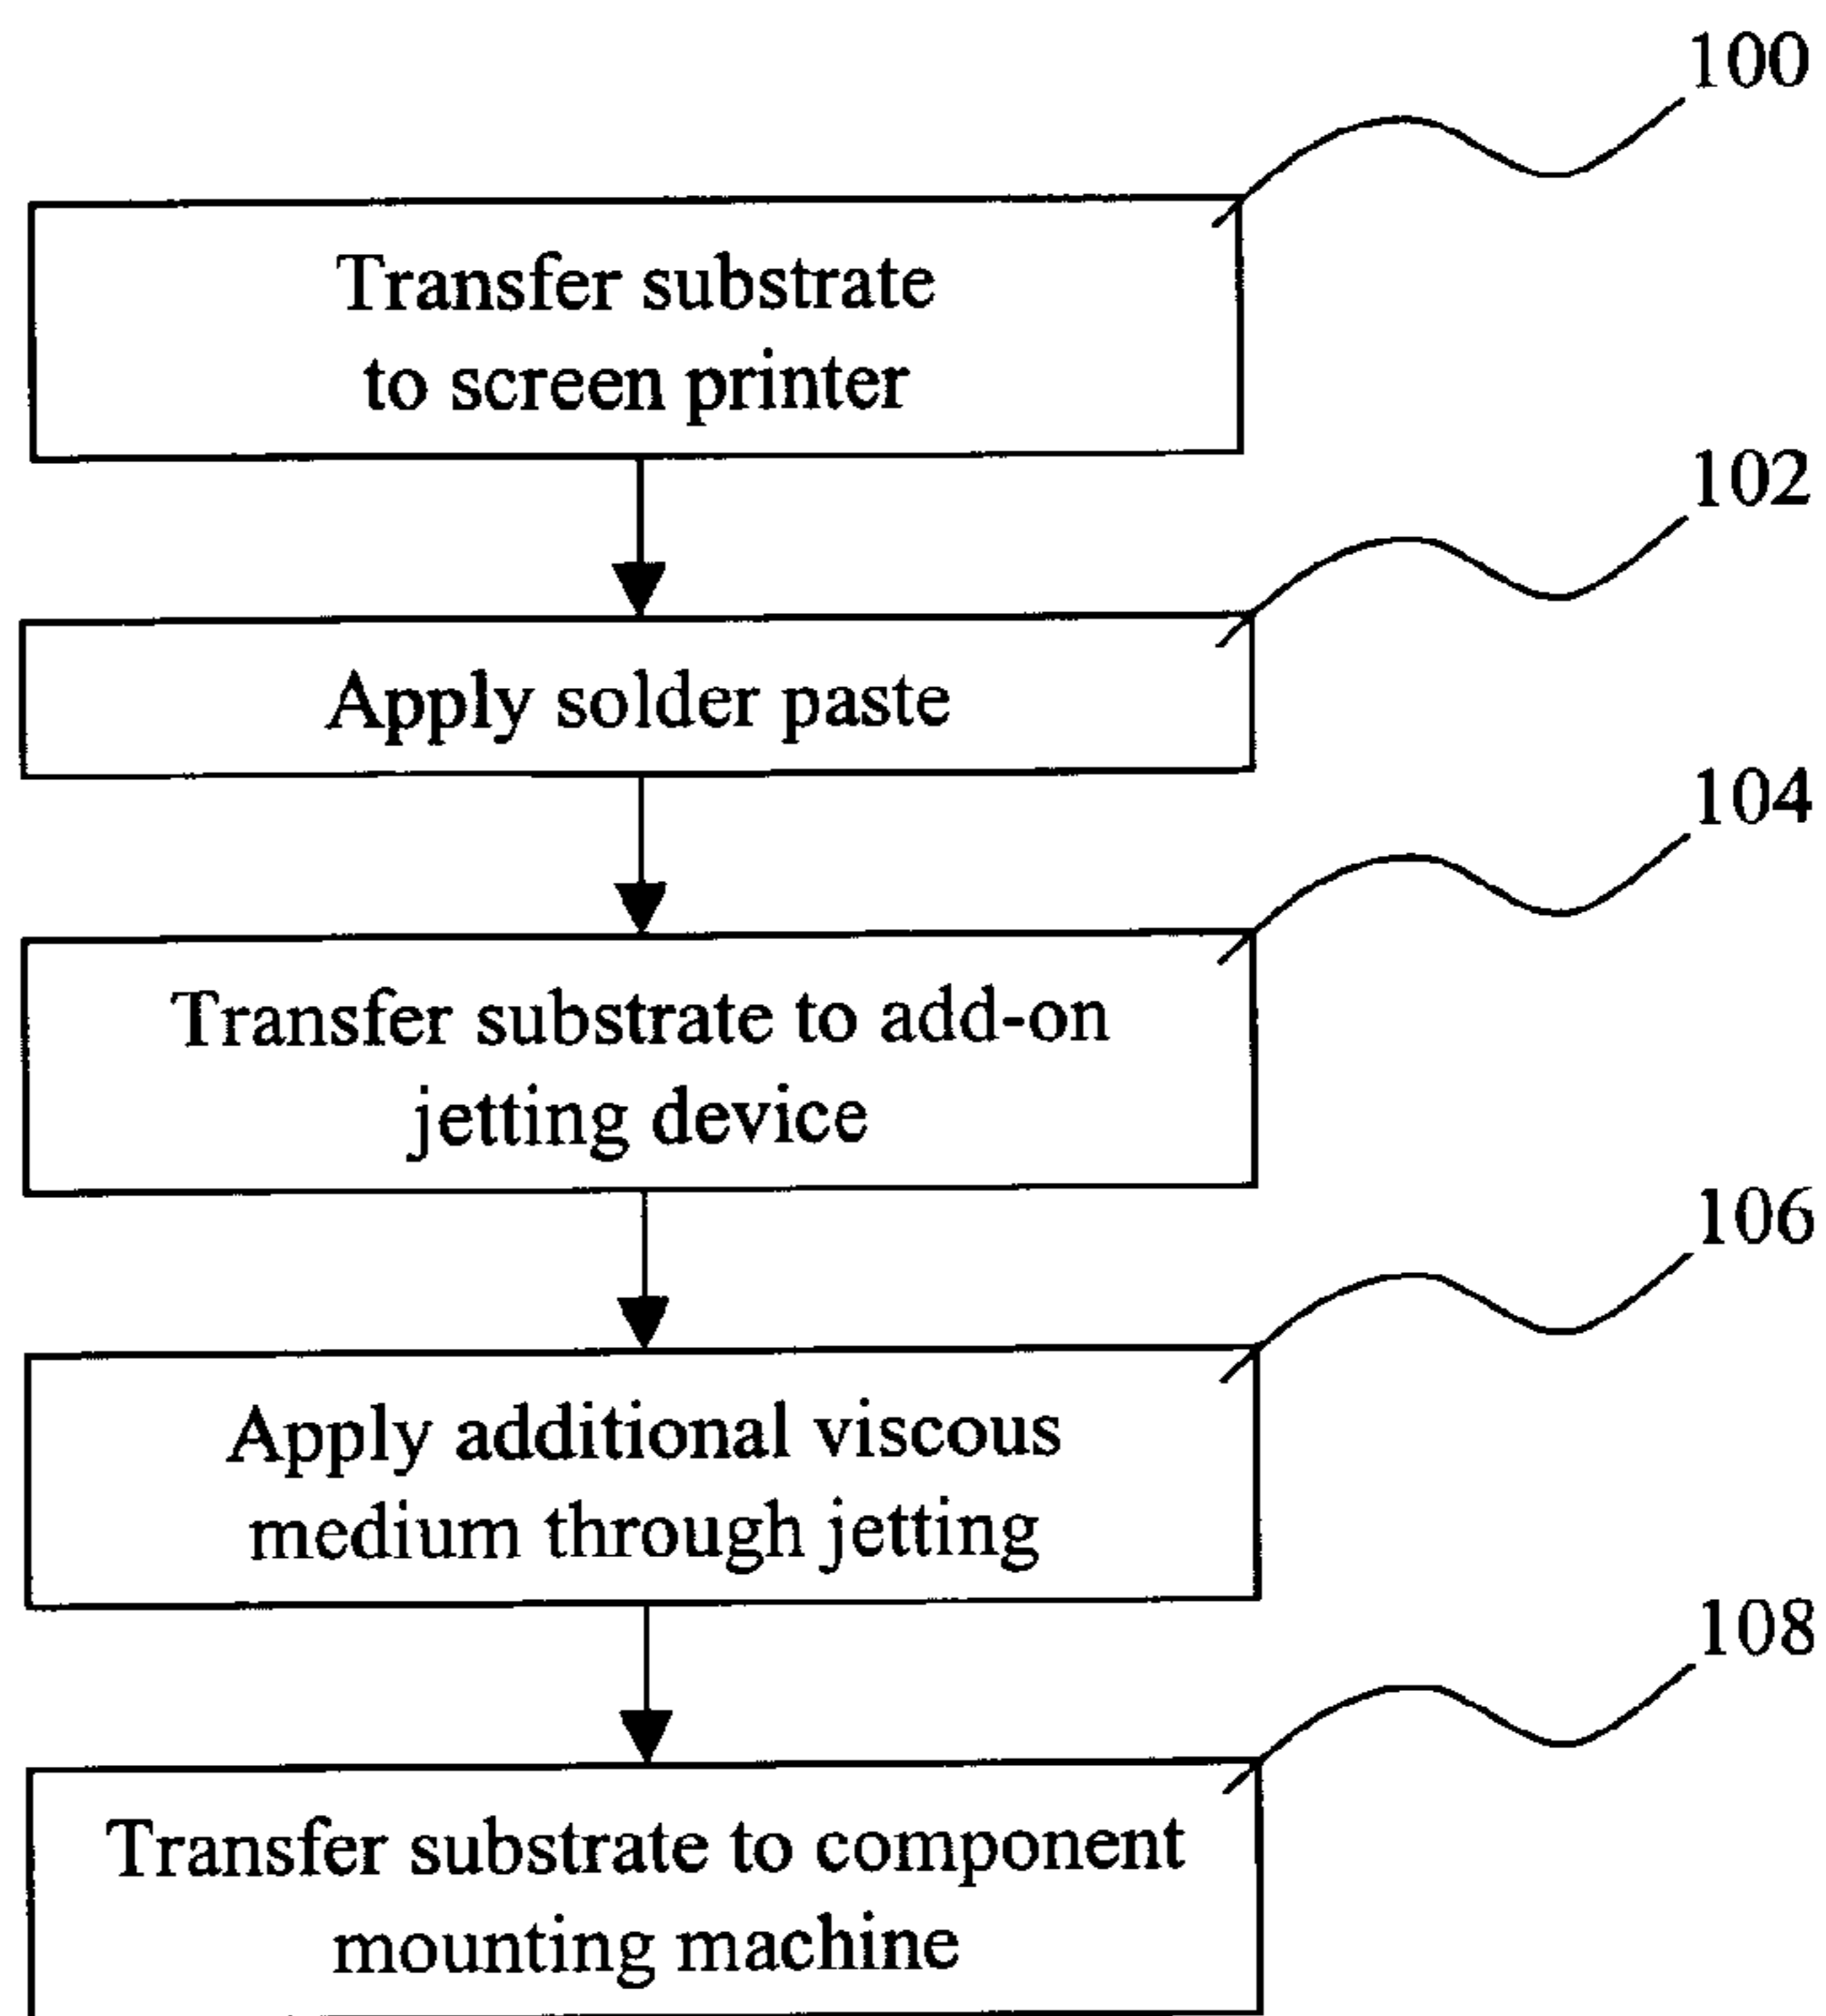 100
Transfer substrate
to screen printer
102
Apply solder paste
104
Transfer substrate to add-on
jetting device
106
Apply additional viscous
medium through jetting
108
Transfer substrate to component
mounting machine